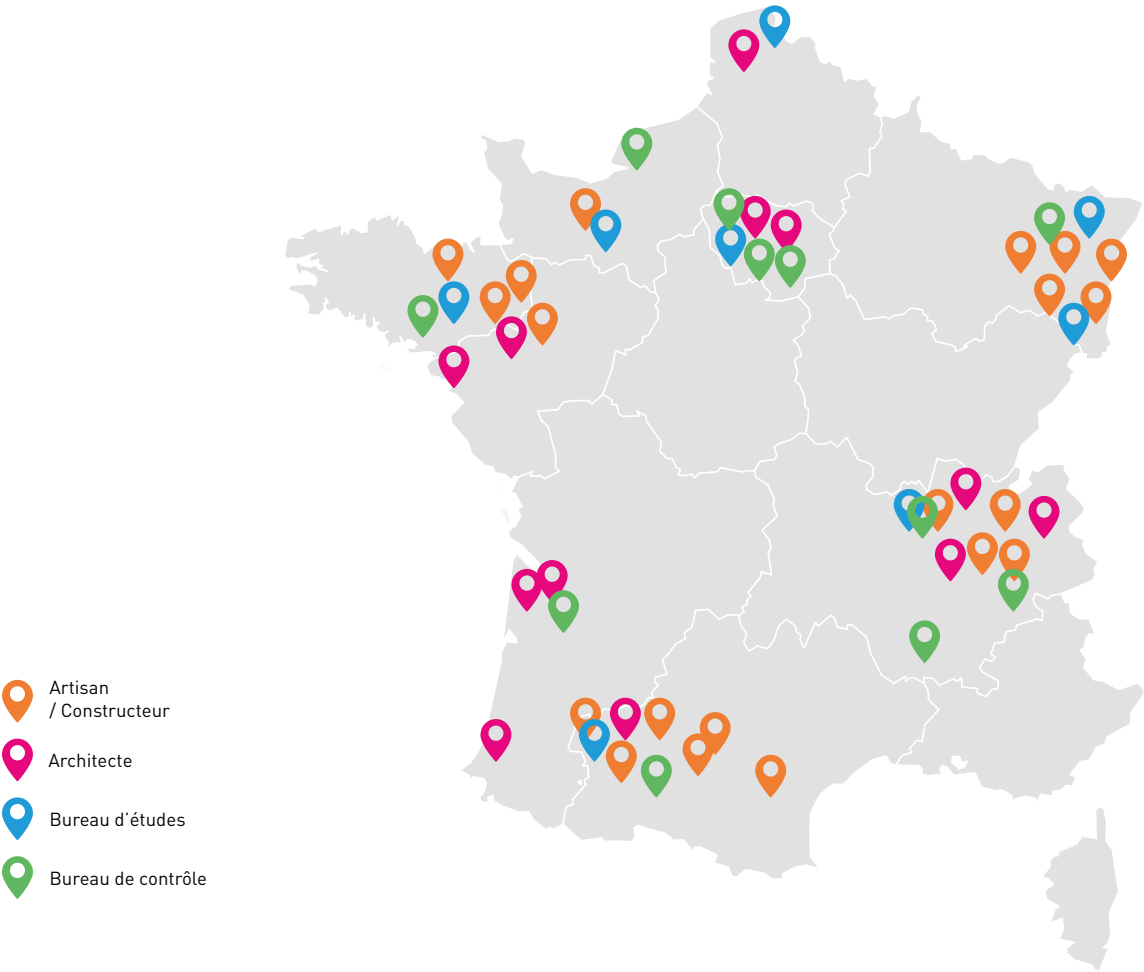 Artisan
/ Constructeur
Architecte
Bureau d'études
Bureau de contrôle